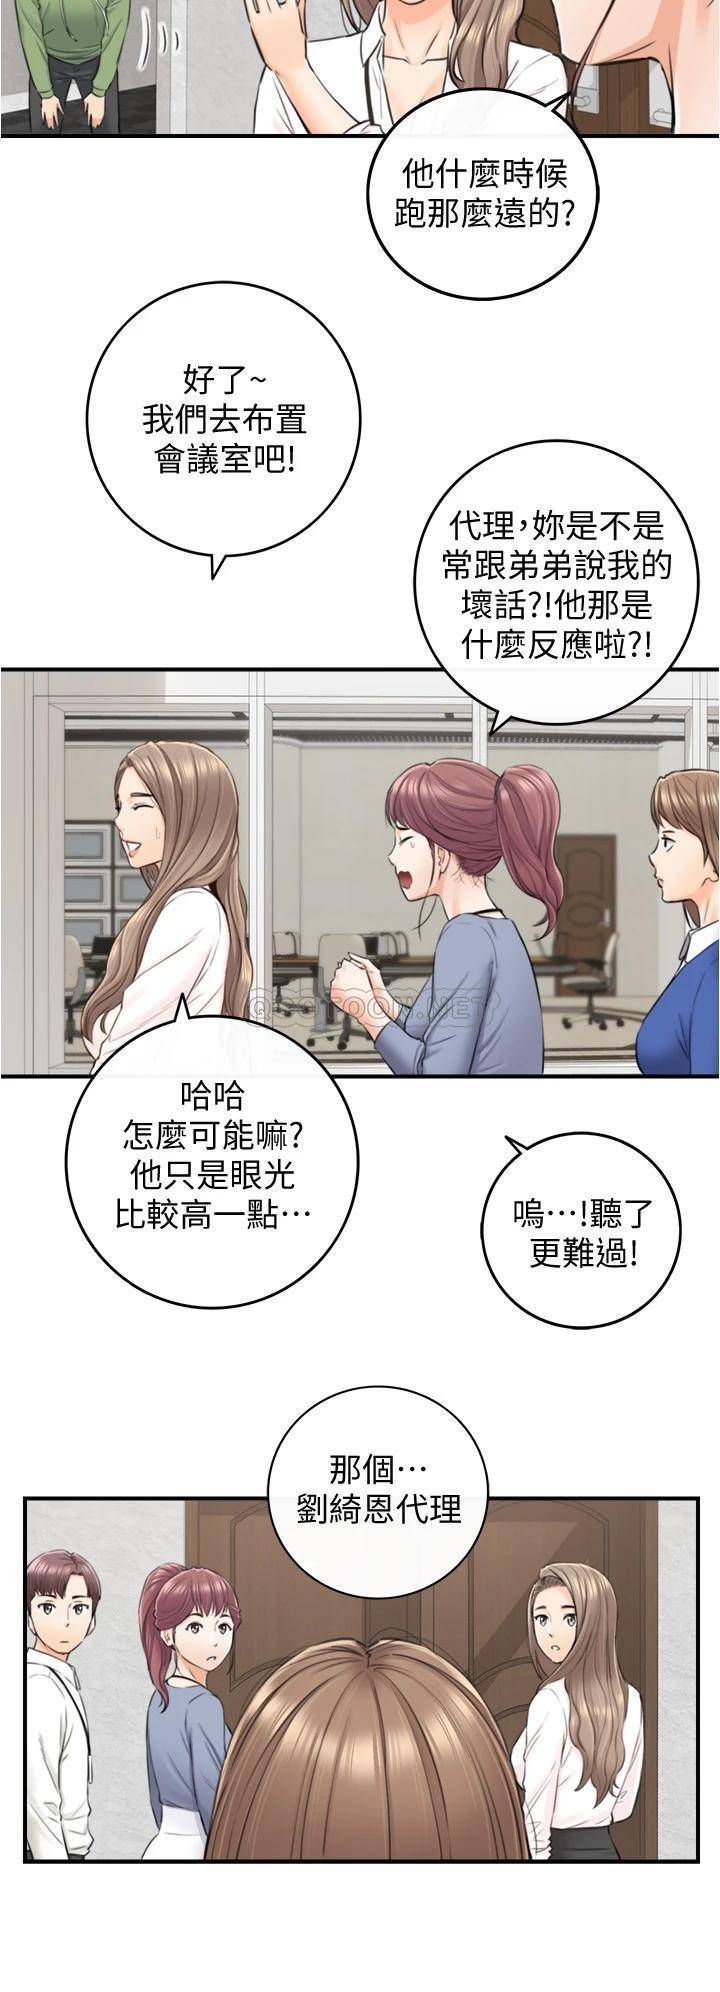 他什麼時候
跑那麼遠的?
好了~
我們去布置
會議室吧!
代理,妳是不是
常跟弟弟說我的
壞話?!他那是
什麼反應啦?!
QOOTOON.NET
哈哈
怎麼可能嘛?
他只是眼光
比較高一點⋯
嗚⋯!聽了
更難過!
那個⋯
劉綺恩代理